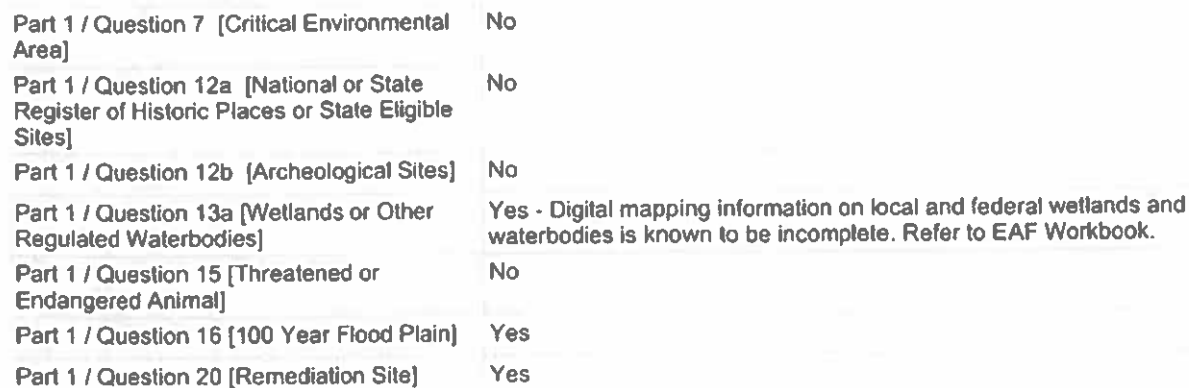 Part 1 / Question 7 [Critical Environmental Area] No
Part 1 / Question 12a [National or State Register of Historic Places or State Eligible Sites] No
Part 1 / Question 12b [Archeological Sites] No
Part 1 / Question 13a [Wetlands or Other Regulated Waterbodies] Yes - Digital mapping information on local and federal wetlands and waterbodies is known to be incomplete. Refer to EAF Workbook.
Part 1 / Question 15 [Threatened or Endangered Animal] No
Part 1 / Question 16 [100 Year Flood Plain] Yes
Part 1 / Question 20 [Remediation Site] Yes